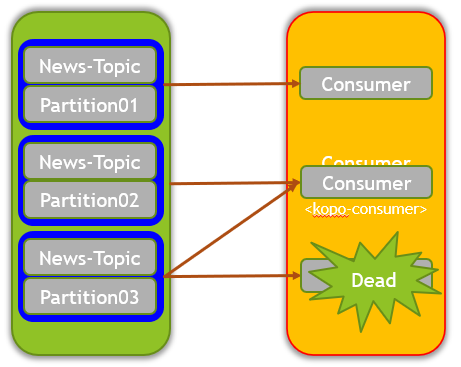 News-Topic
Partition01
News-Topic
Partition02
News-Topic
Partition03
Consumer
Consumer
Consumer
<kopo-consumer>
Dead